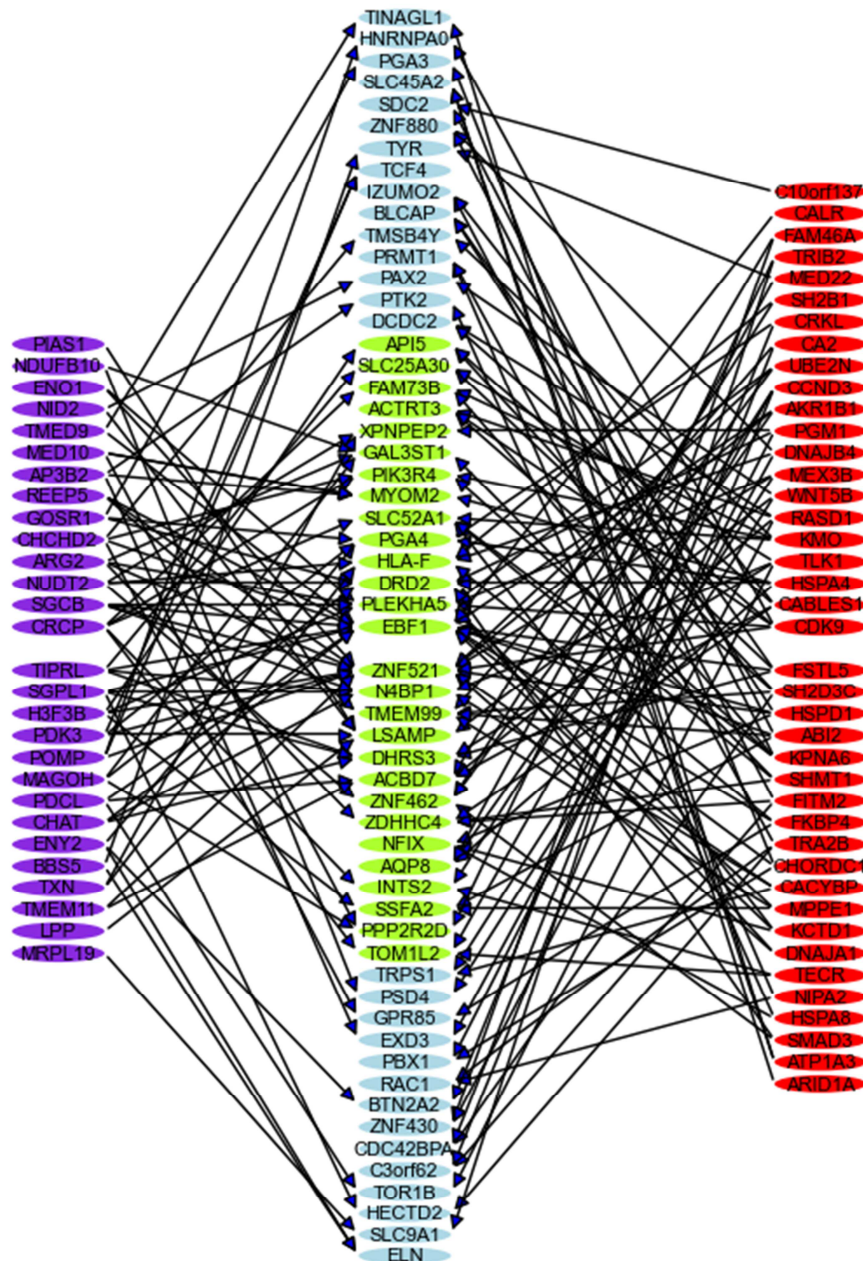 PIAS1
NDUFB10
ENO1
NID2
TMED9
MED10
AP3B2
REEP5
GOSR1
CHCHD2
ARG2
NUDT2
SGCB
CRCP
TIPRL
SGPL1
H3F3B
PDK3
POMP
MAGOH
PDCL
CHAT
ENY2
BBS5
TXN
TMEM11
LPP
MRPL19
TINAGL1
HNRNPA0
PGA3
SLC45A2
SDC2
ZNF880
TYR
TCF4
IZUMO2
BLCAP
TMSB4Y
PRMT1
PAX2
PTK2
DCDC2
API5
SLC25A30
FAM73B
ACTRT3
XPNPEP2
GAL3ST1
PIK3R4
MYOM2
SLC52A1
PGA4
HLA-F
DRD2
PLEKHA5
EBF1
ZNF521
N4BP1
TMEM99
LSAMP
DHRS3
ACBD7
ZNF462
ZDHHC4
NFIX
AQP8
INTS2
SSFA2
PPP2R2D
TOM1L2
TRPS1
PSD4
GPR85
EXD3
PBX1
RAC1
BTN2A2
ZNF430
CDC42BPA
C3orf62
TOR1B
HECTD2
SLC9A1
ELN
C10orf137
CALR
FAM46A
TRIB2
MED22
SH2B1
CRKL
CA2
UBE2N
CCND3
AKR1B1
PGM1
DNAJB4
MEX3B
WNT5B
RASD1
KMO
TLK1
HSPA4
CABLES1
CDK9
FSTL5
SH2D3C
HSPD1
ABI2
KPNA6
SHMT1
FITM2
FKBP4
TRA2B
CHORDC1
CACYBP
MPPE1
KCTD1
DNAJA1
TECR
NIPA2
HSPA8
SMAD3
ATP1A3
ARID1A